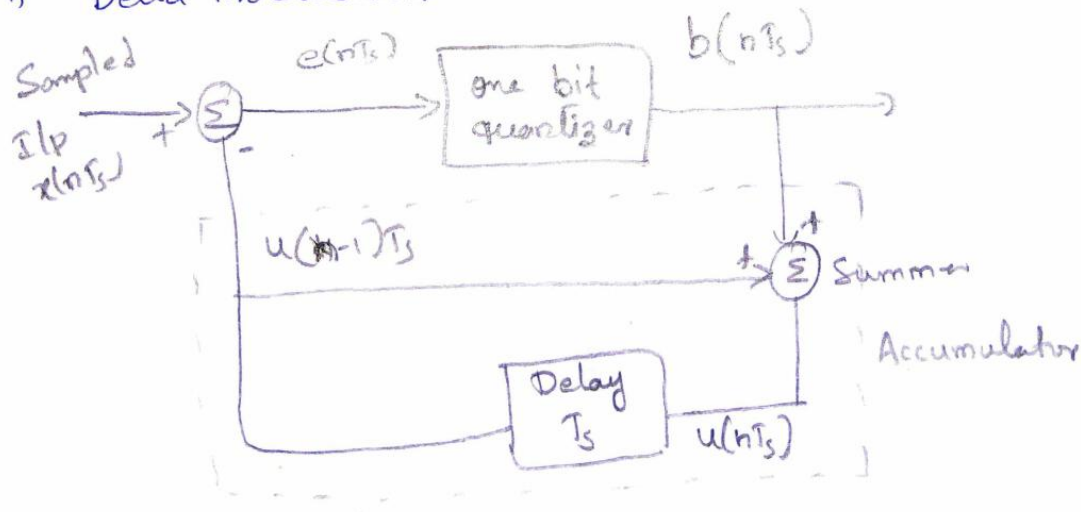 Sampled
I/p
x(nTs)
+
Σ
-
e(nTs)
one bit
quantizer
b(nTs)
u(n-1)Ts
+
+
Σ
Summer
Accumulator
Delay
Ts
u(nTs)